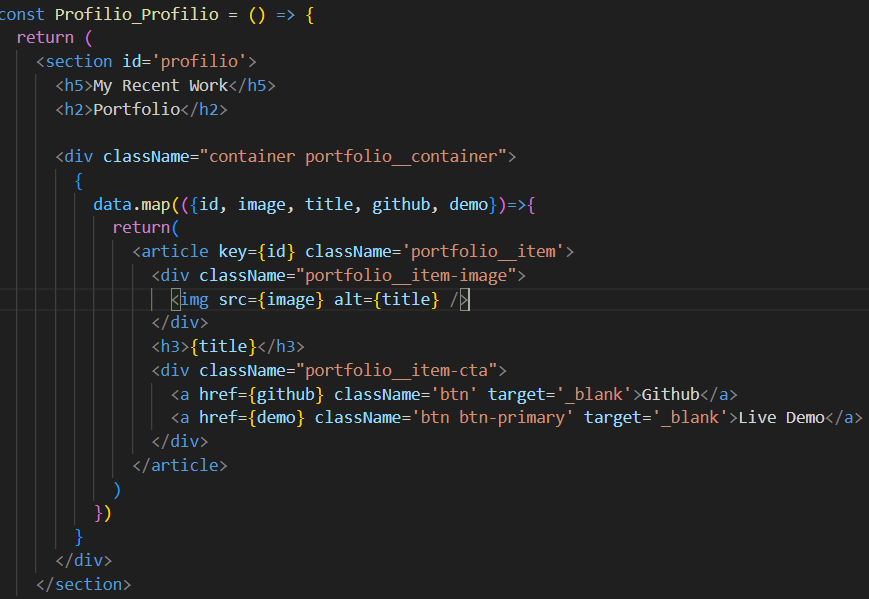 const Profilio_Profilio = () => {
  return (
    <section id='profilio'>
      <h5>My Recent Work</h5>
      <h2>Portfolio</h2>

      <div className="container portfolio__container">
        {
          data.map(({id, image, title, github, demo})=>{
            return(
              <article key={id} className='portfolio__item'>
                <div className="portfolio__item-image">
                  <img src={image} alt={title} />
                </div>
                <h3>{title}</h3>
                <div className="portfolio__item-cta">
                  <a href={github} className='btn' target='_blank'>Github</a>
                  <a href={demo} className='btn btn-primary' target='_blank'>Live Demo</a>
                </div>
              </article>
            )
          })
        }
      </div>
    </section>